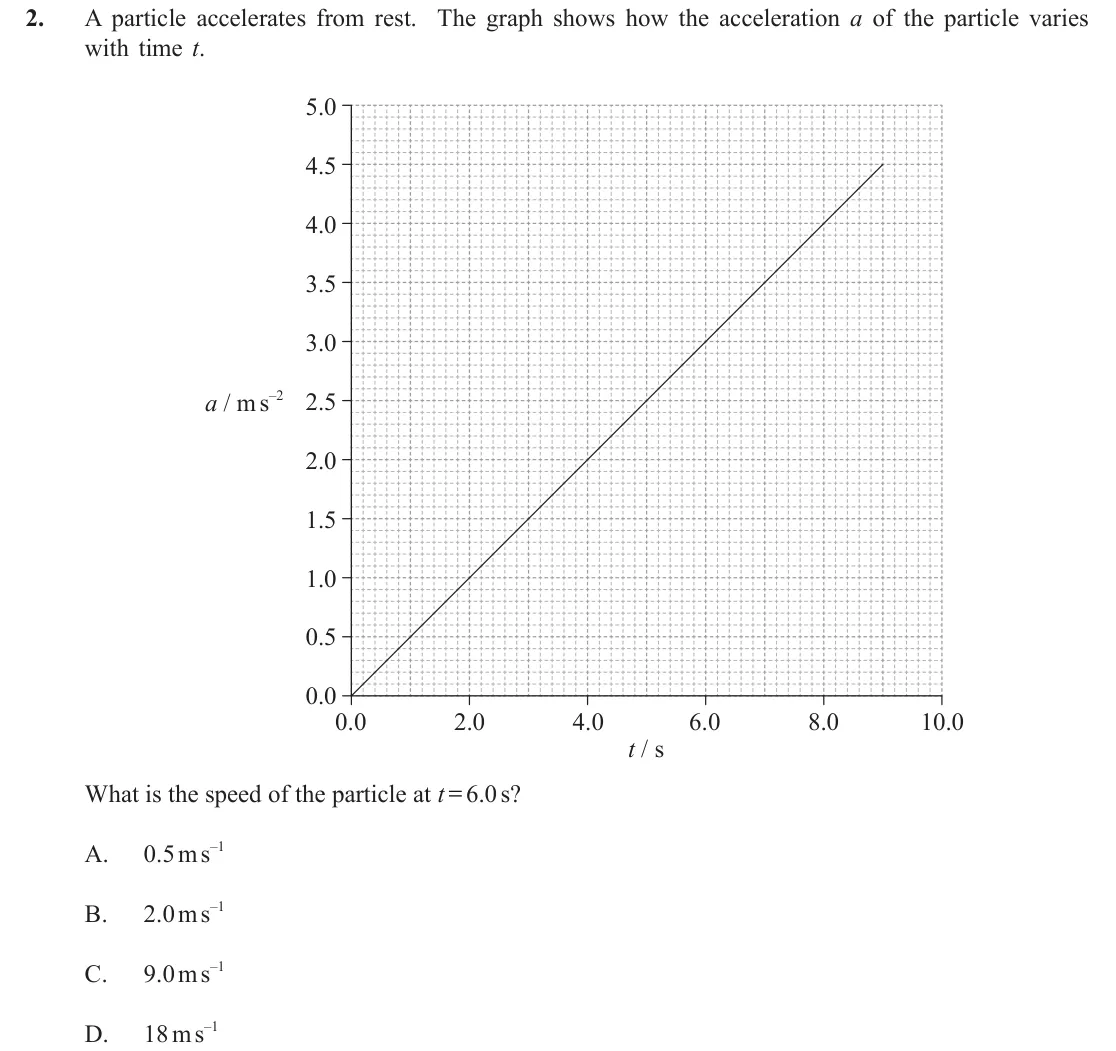 2. A particle accelerates from rest. The graph shows how the acceleration a of the particle varies
with time t.
5.0
4.5
4.0
3.5
3.0
a / m s⁻² 2.5
2.0
1.5
1.0
0.5
0.0
0.0 2.0 4.0 6.0 8.0 10.0
t / s
What is the speed of the particle at t=6.0 s?
A. 0.5 m s⁻¹
B. 2.0 m s⁻¹
C. 9.0 m s⁻¹
D. 18 m s⁻¹